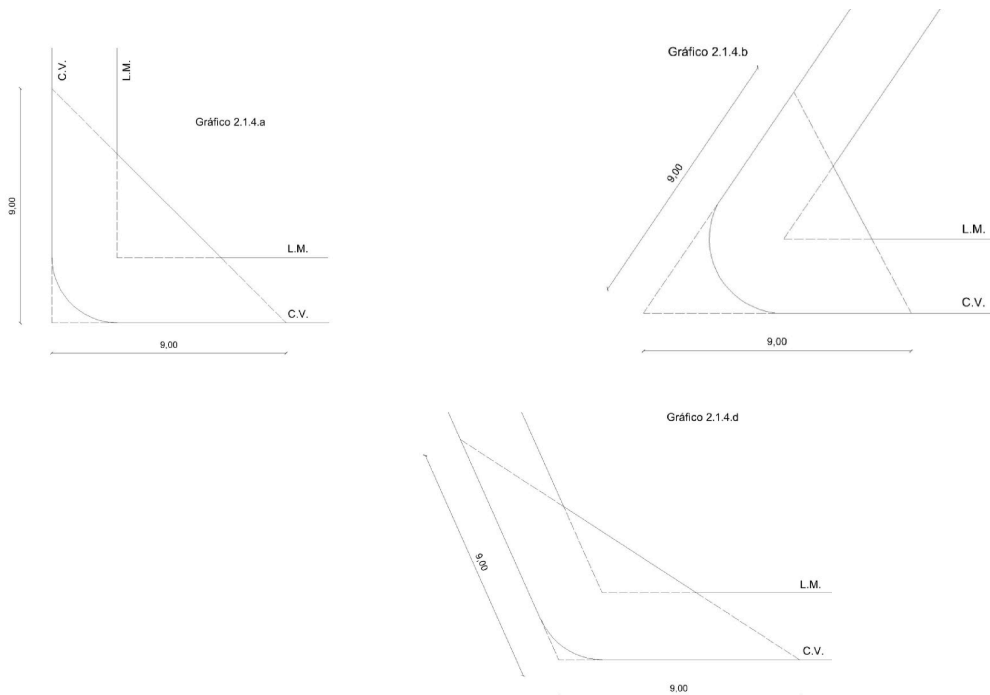 C.V.
L.M.
Gráfico 2.1.4.a
9,00
L.M.
C.V.
9,00
Gráfico 2.1.4.b
9,00
L.M.
C.V.
9,00
Gráfico 2.1.4.d
9,00
L.M.
C.V.
9,00